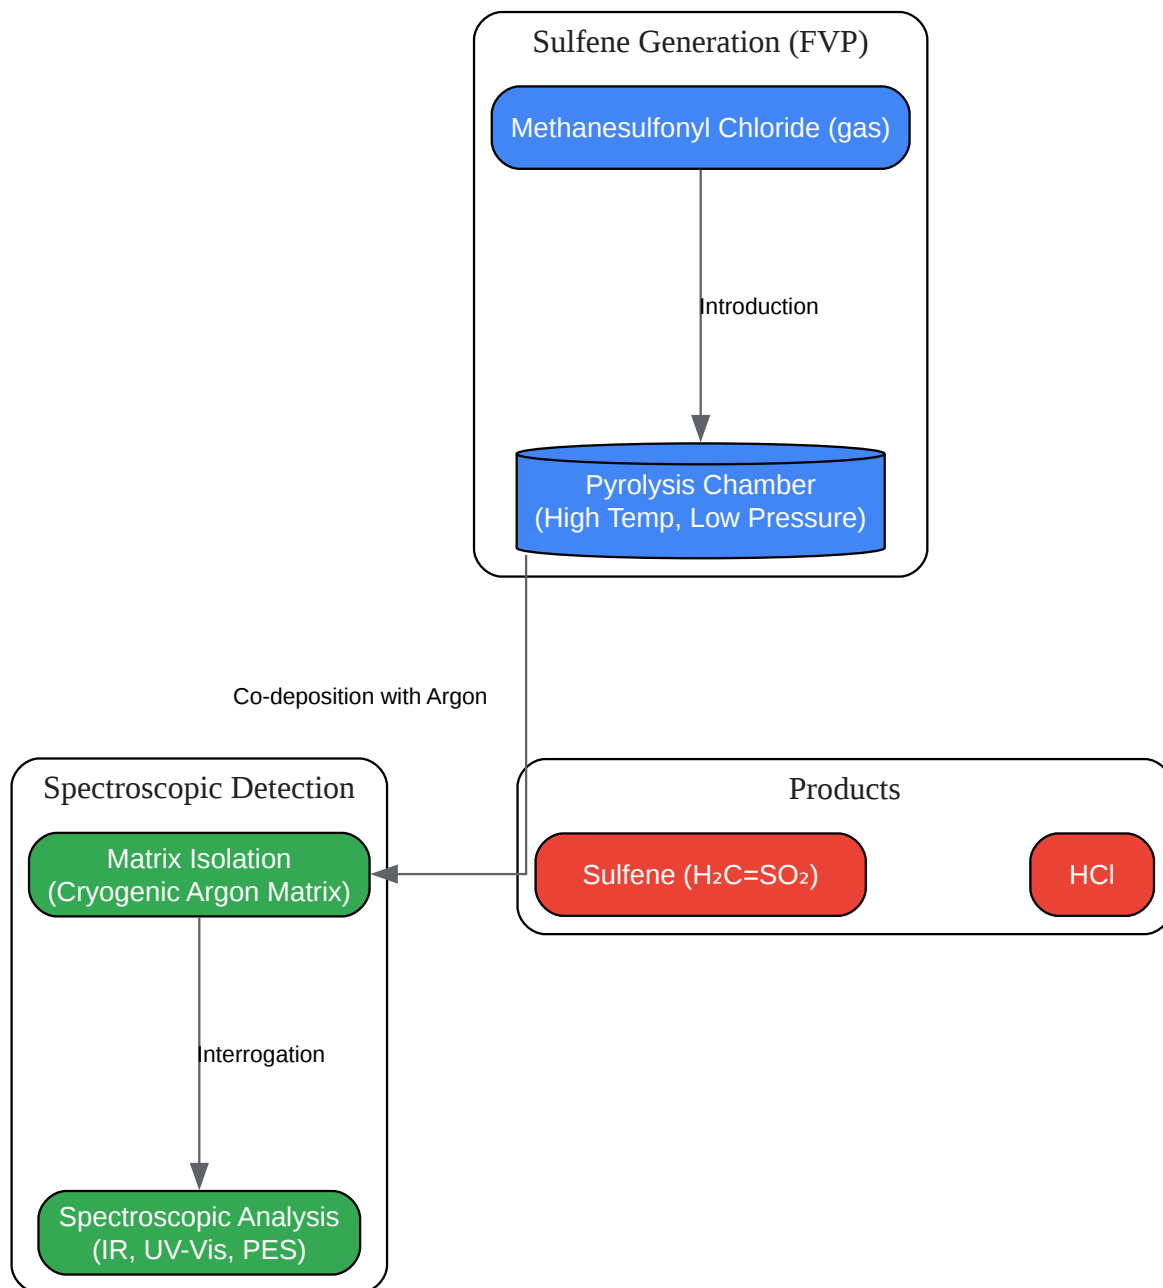 Sulfene Generation (FVP)
Methanesulfonyl Chloride (gas)
Introduction
Pyrolysis Chamber
(High Temp, Low Pressure)
Co-deposition with Argon
Spectroscopic Detection
Matrix Isolation
(Cryogenic Argon Matrix)
Interrogation
Spectroscopic Analysis
(IR, UV-Vis, PES)
Products
Sulfene (H₂C=SO₂)
HCl